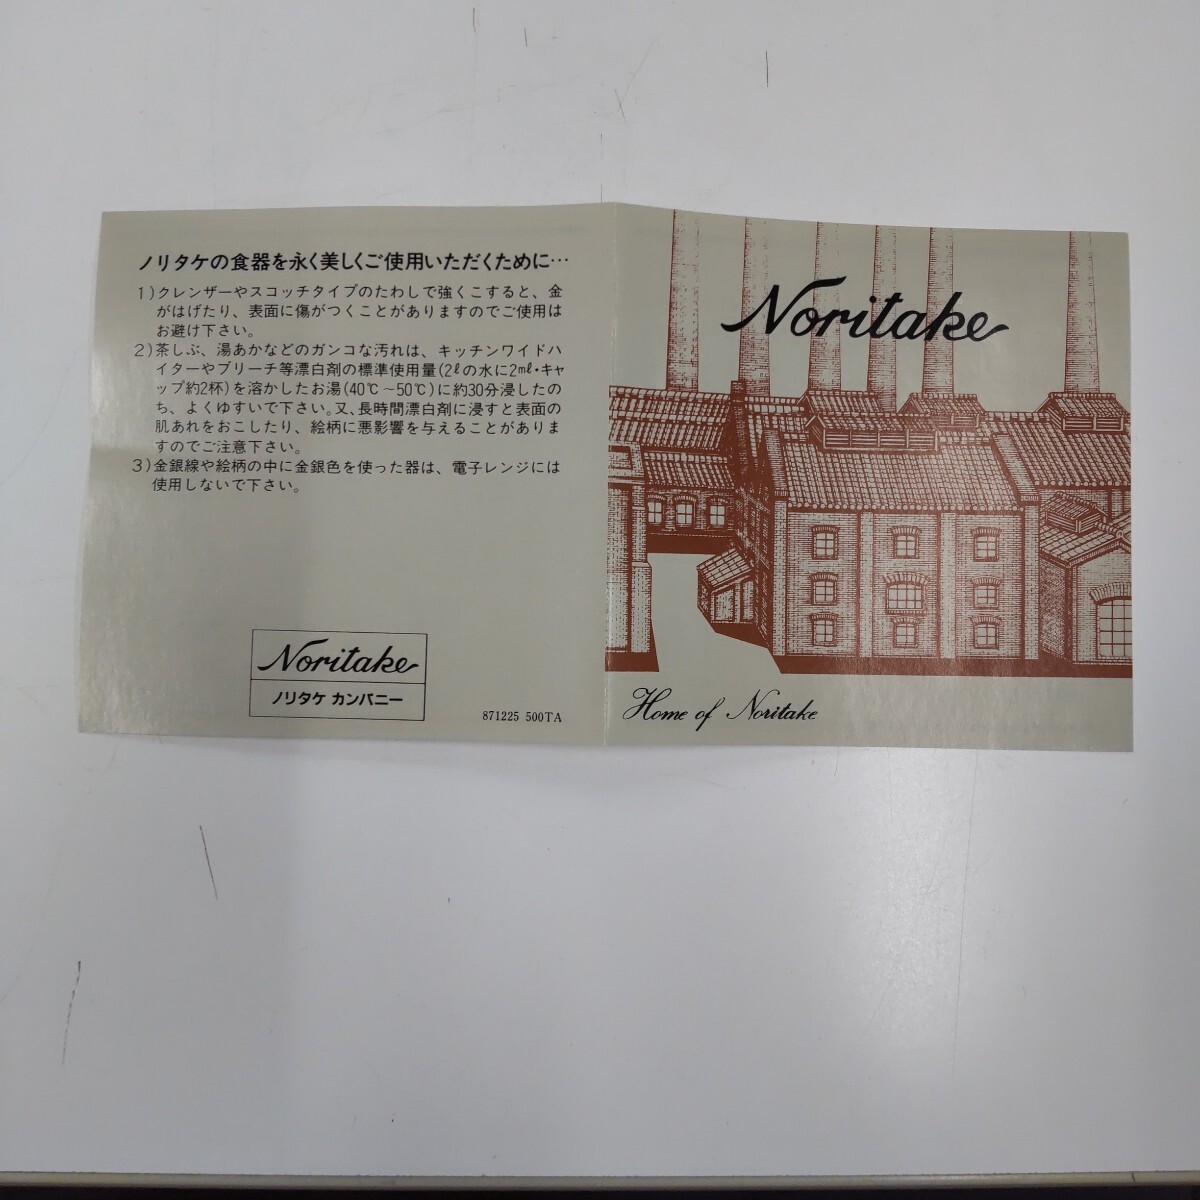 ノリタケの食器を永く美しくご使用いただくために…
1)クレンザーやスコッチタイプのたわしで強くこすると、金
がはげたり、表面に傷がつくことがありますのでご使用は
お避け下さい。
2)茶しぶ、湯あかなどのガンコな汚れは、キッチンワイドハ
イターやブリーチ等漂白剤の標準使用量(2ℓの水に2㎖・キャ
ップ約2杯)を溶かしたお湯(40℃~50℃)に約30分浸したの
ち、よくゆすいで下さい。又、長時間漂白剤に浸すと表面の
肌あれをおこしたり、絵柄に悪影響を与えることがありま
すのでご注意下さい。
3)金銀線や絵柄の中に金銀色を使った器は、電子レンジには
使用しないで下さい。
Noritake
ノリタケ カンパニー
871225 500TA
Noritake
Home of Noritake